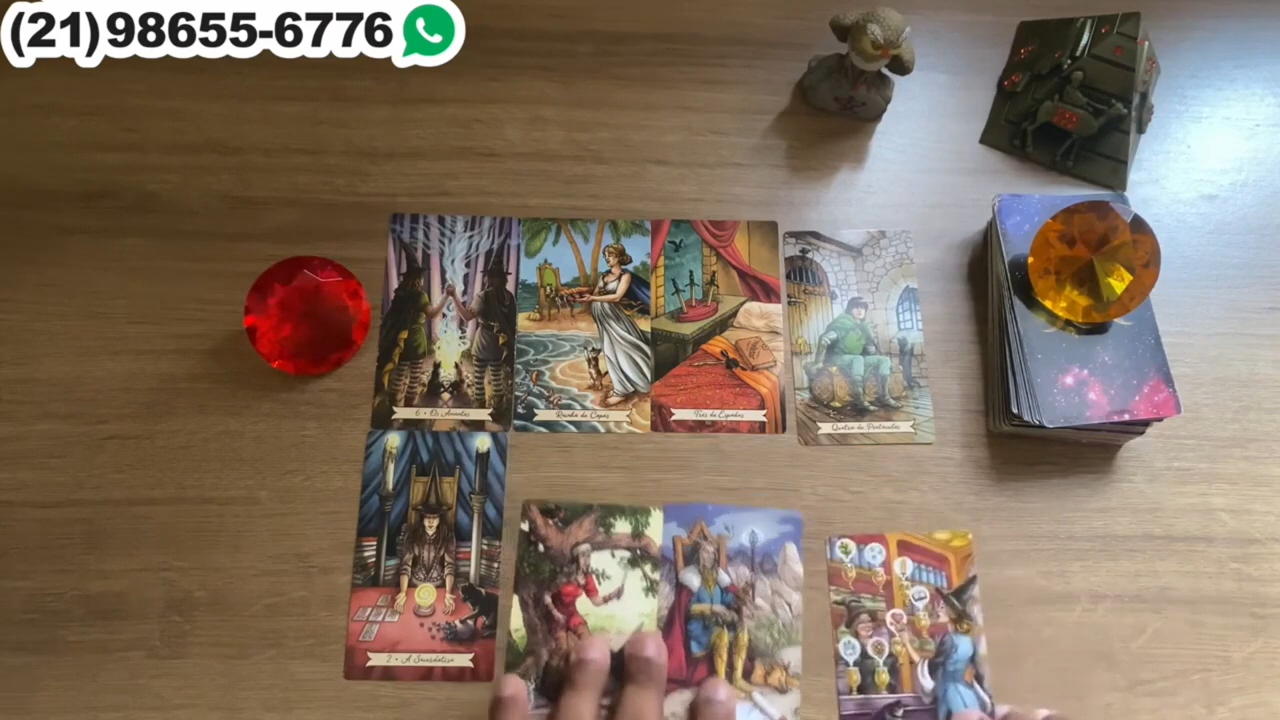 (21)98655-6776
6 • Os Amantes
Rainha de Copas
Três de Espadas
Quatro de Pentáculos
2 • A Sacerdotisa